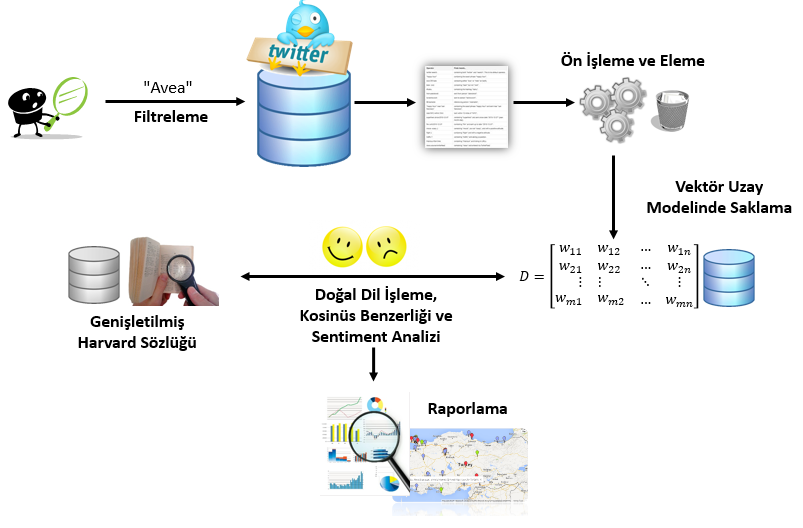 twitter
"Avea"
Filtreleme
Ön İşleme ve Eleme
Vektör Uzay
Modelinde Saklama
D =
w11 w12 ... w1n
w21 w22 ... w2n
⋮ ⋮ ⋱ ⋮
wm1 wm2 ... wmn
Doğal Dil İşleme,
Kosinüs Benzerliği ve
Sentiment Analizi
Genişletilmiş
Harvard Sözlüğü
Raporlama
Turkey